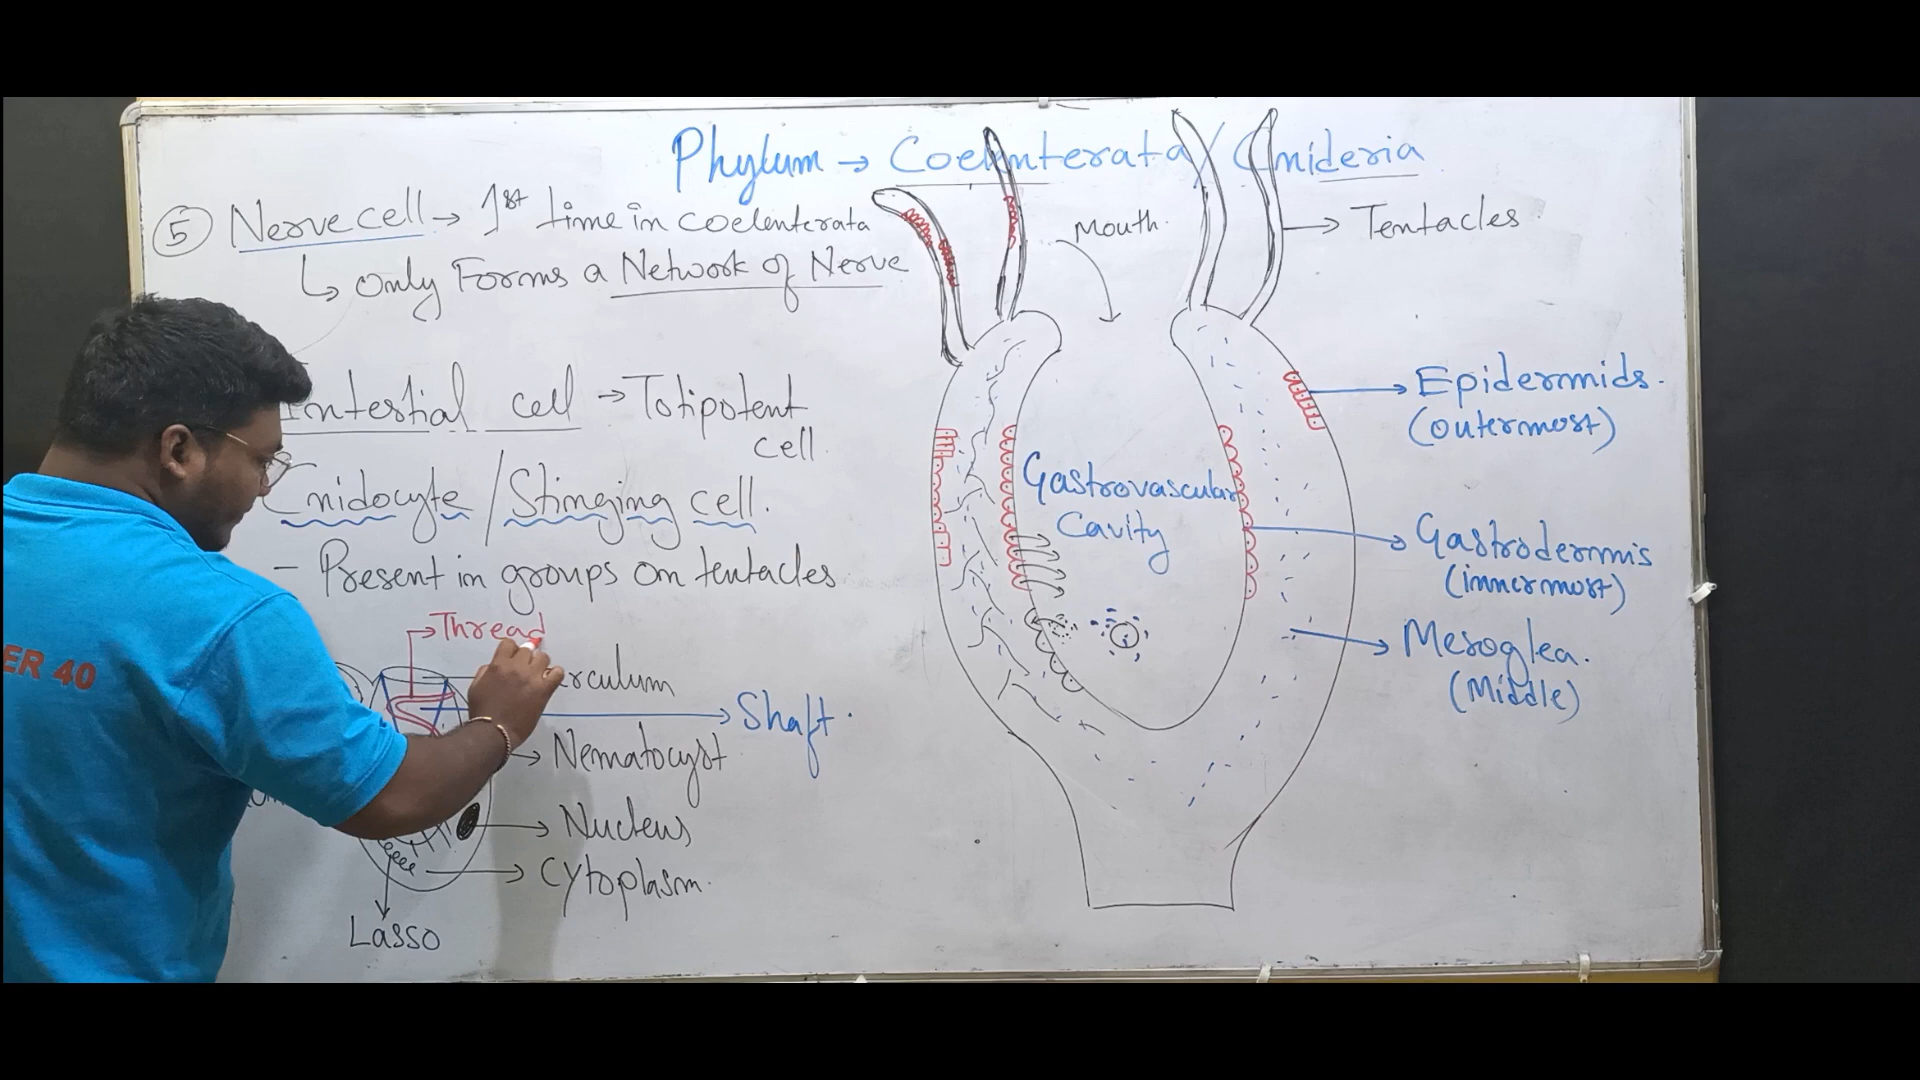 Phylum → Coelenterata / Cnideria
⑤ Nerve cell → 1st time in coelenterata
↳ only Forms a Network of Nerve
Intestial cell → Totipotent
cell.
Cnidocyte / Stinging cell.
- Present in groups on tentacles
Thread
Shaft.
Nematocyst
Nucleus
Cytoplasm.
Lasso
Mouth.
Tentacles
Epidermids.
(outermost)
Gastrovascular
Cavity
Gastrodermis
(innermost)
Mesoglea.
(Middle)
ER 40